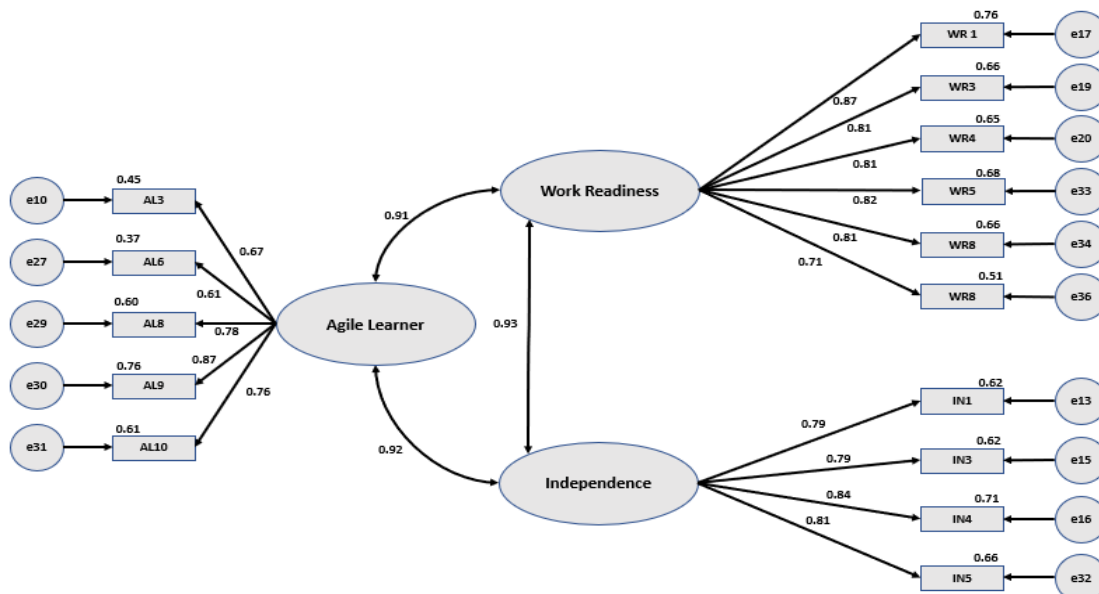 0.76
WR 1
e17
0.66
WR3
e19
0.87
0.65
WR4
e20
0.81
0.81
0.68
WR5
e33
0.82
0.66
WR8
e34
0.81
0.71
0.51
WR8
e36
Work Readiness
0.45
e10
AL3
0.91
0.67
0.37
e27
AL6
0.61
0.60
e29
AL8
0.78
Agile Learner
0.93
0.87
0.76
e30
AL9
0.76
0.61
e31
AL10
0.92
Independence
0.62
IN1
e13
0.79
0.62
IN3
e15
0.79
0.84
0.71
IN4
e16
0.81
0.66
IN5
e32